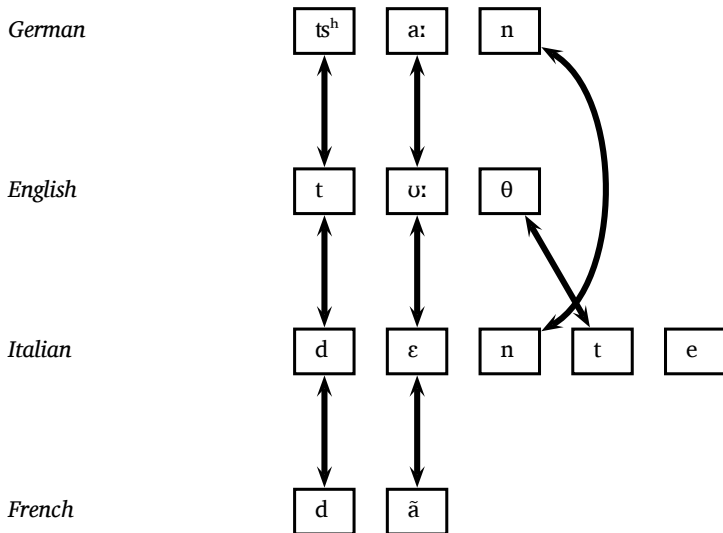 German tsʰ aː n
English t ʊː θ
Italian d ɛ n t e
French d ã